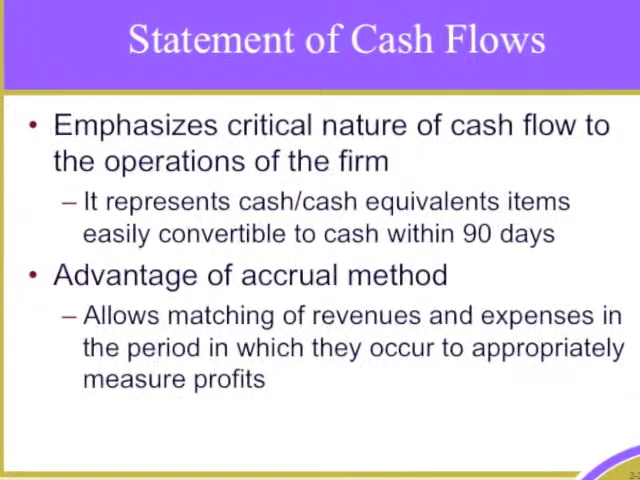 Statement of Cash Flows
• Emphasizes critical nature of cash flow to
the operations of the firm
– It represents cash/cash equivalents items
easily convertible to cash within 90 days
• Advantage of accrual method
– Allows matching of revenues and expenses in
the period in which they occur to appropriately
measure profits